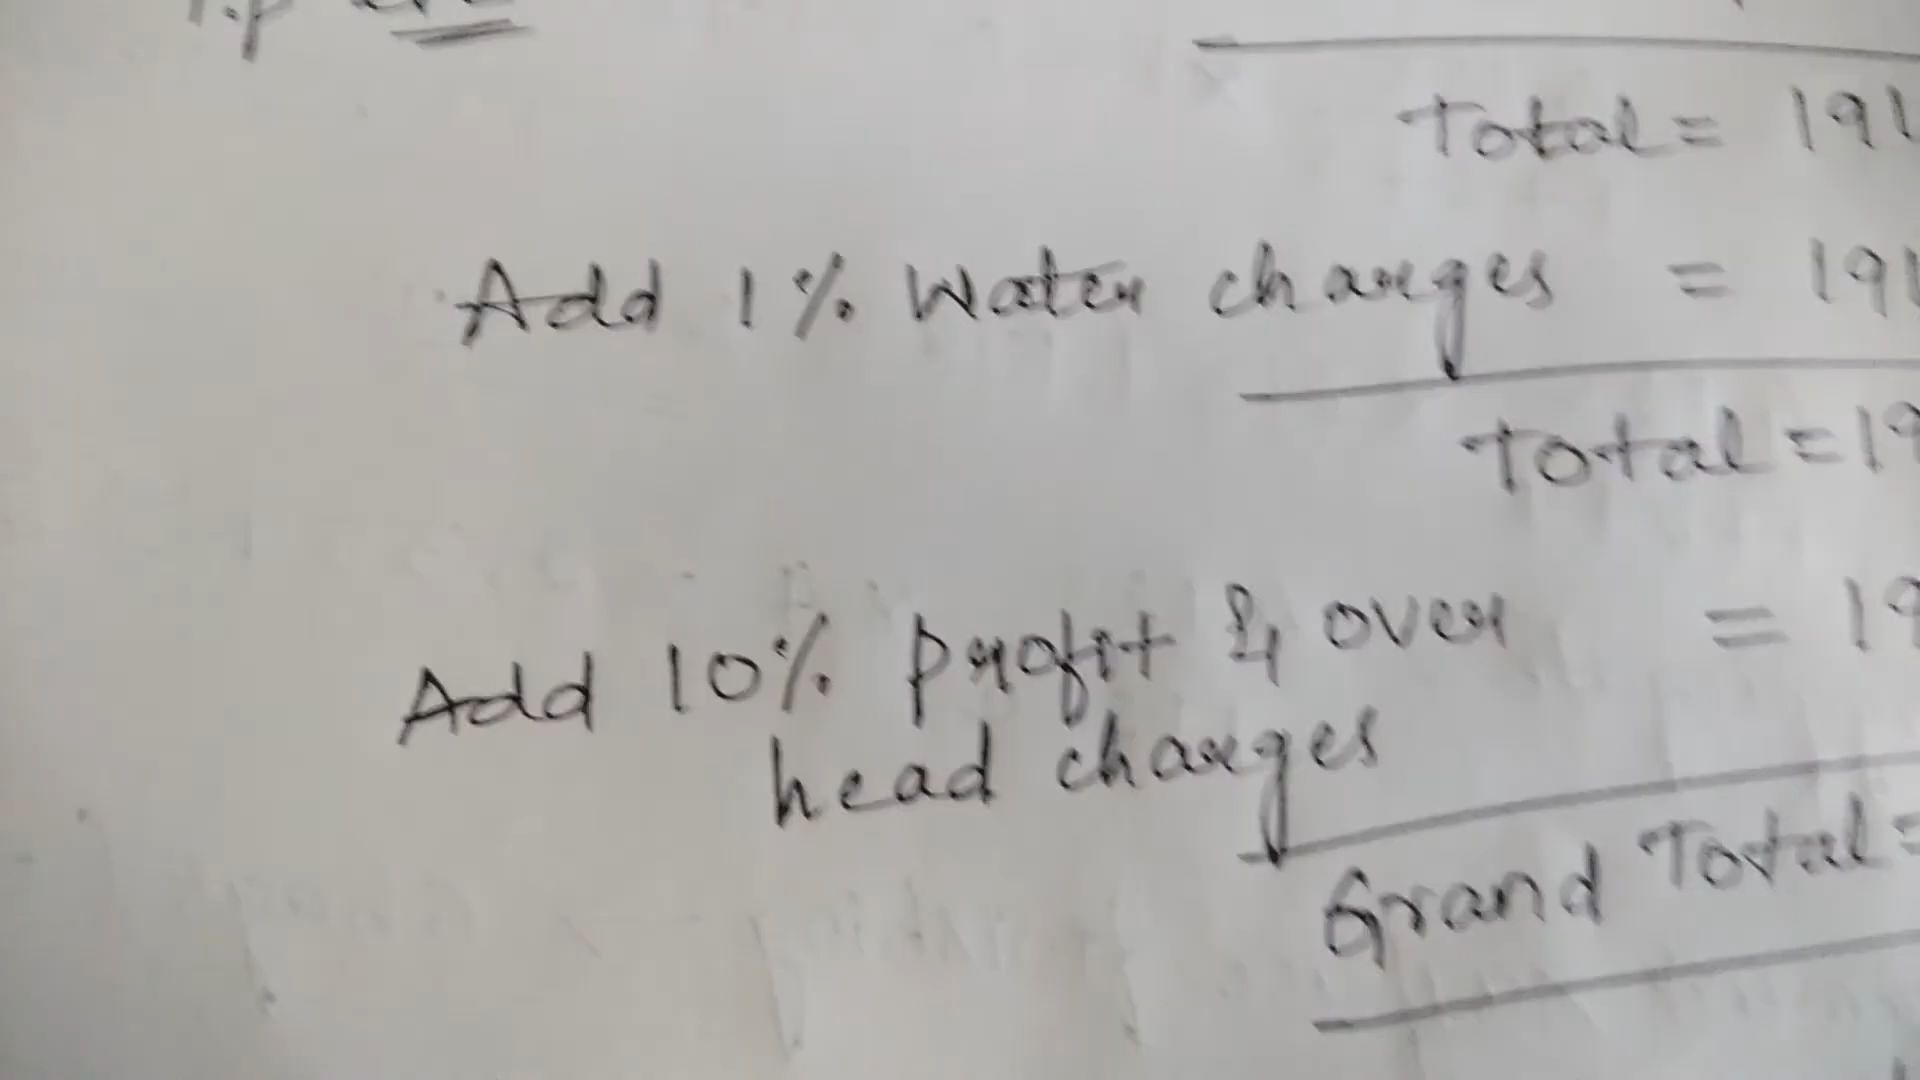 Total = 191
Add 1% Water charges = 191
Total = 19
Add 10% profit & over = 19
head charges
Grand Total =